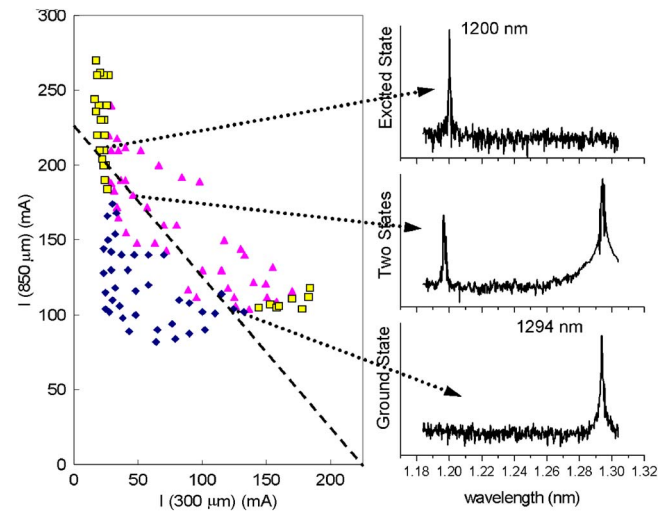 300
250
200
150
100
50
0
I (850 µm) (mA)
0 50 100 150 200
I (300 µm) (mA)
1200 nm
Excited State
Two States
1294 nm
Ground State
1.18 1.20 1.22 1.24 1.26 1.28 1.30 1.32
wavelength (nm)